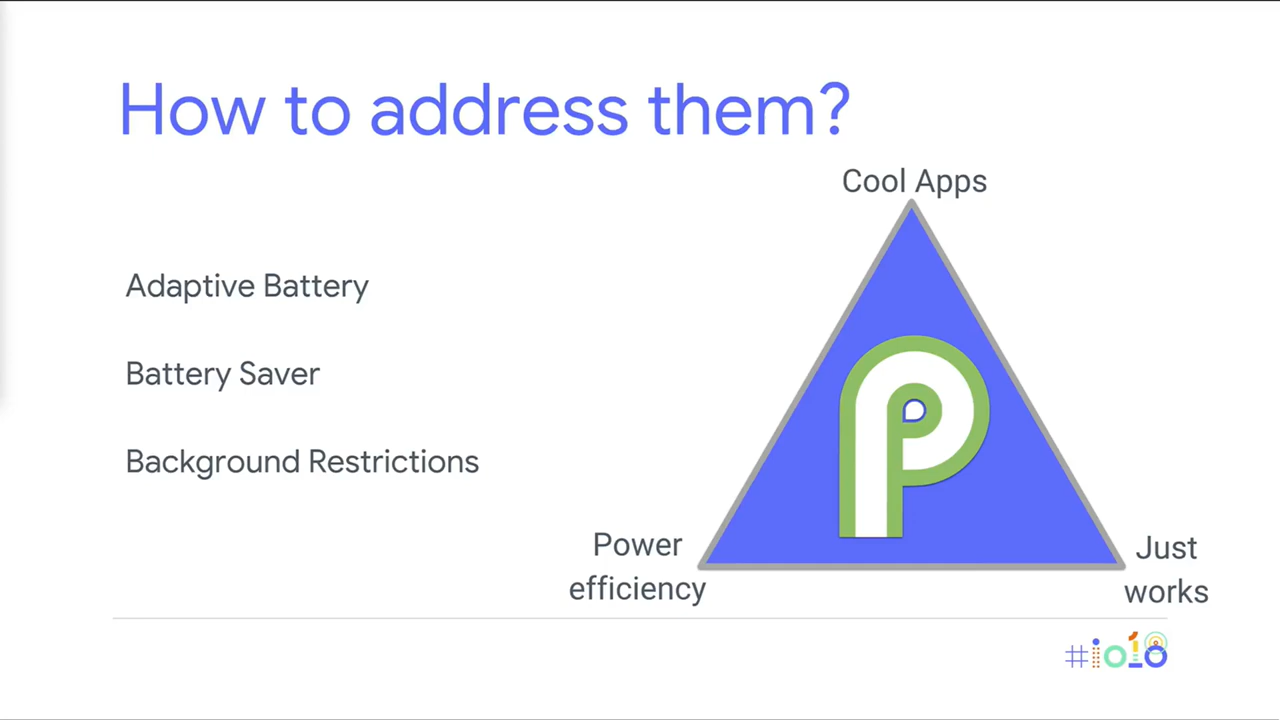 How to address them?
Adaptive Battery
Battery Saver
Background Restrictions
Cool Apps
Power
efficiency
Just
works
#io18